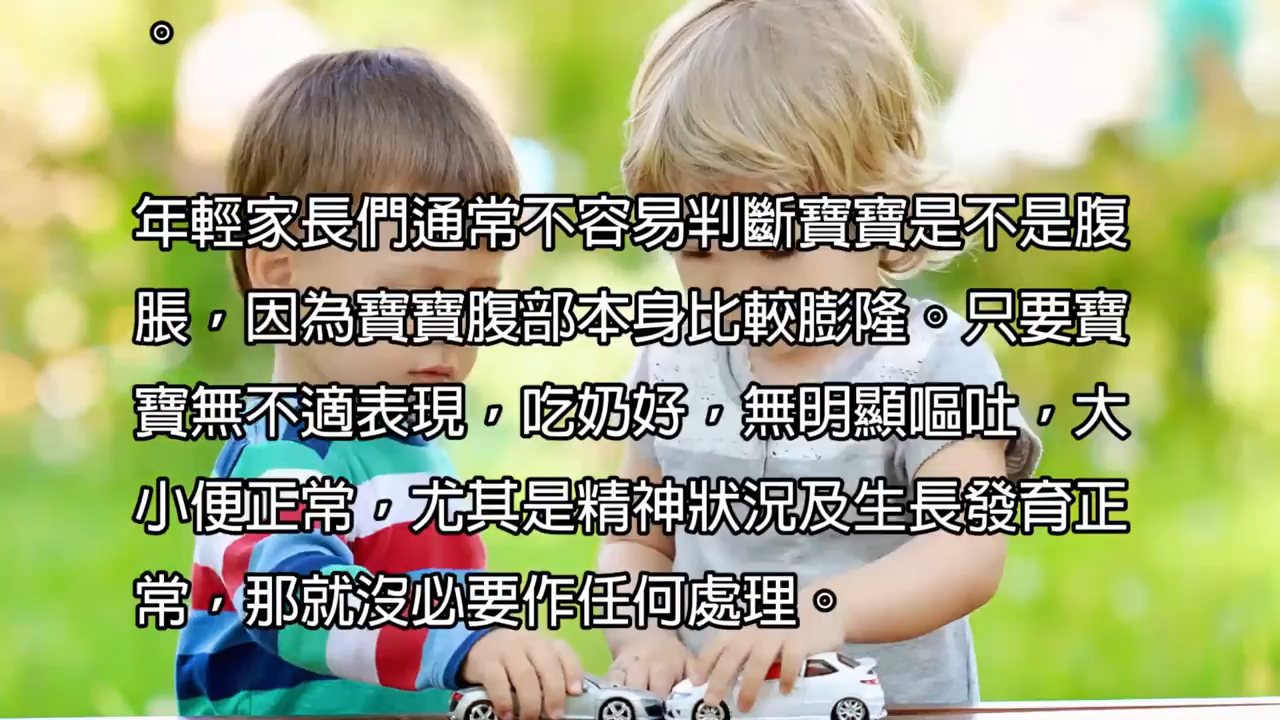 。
年輕家長們通常不容易判斷寶寶是不是腹
脹，因為寶寶腹部本身比較膨隆。只要寶
寶無不適表現，吃奶好，無明顯嘔吐，大
小便正常，尤其是精神狀況及生長發育正
常，那就沒必要作任何處理。